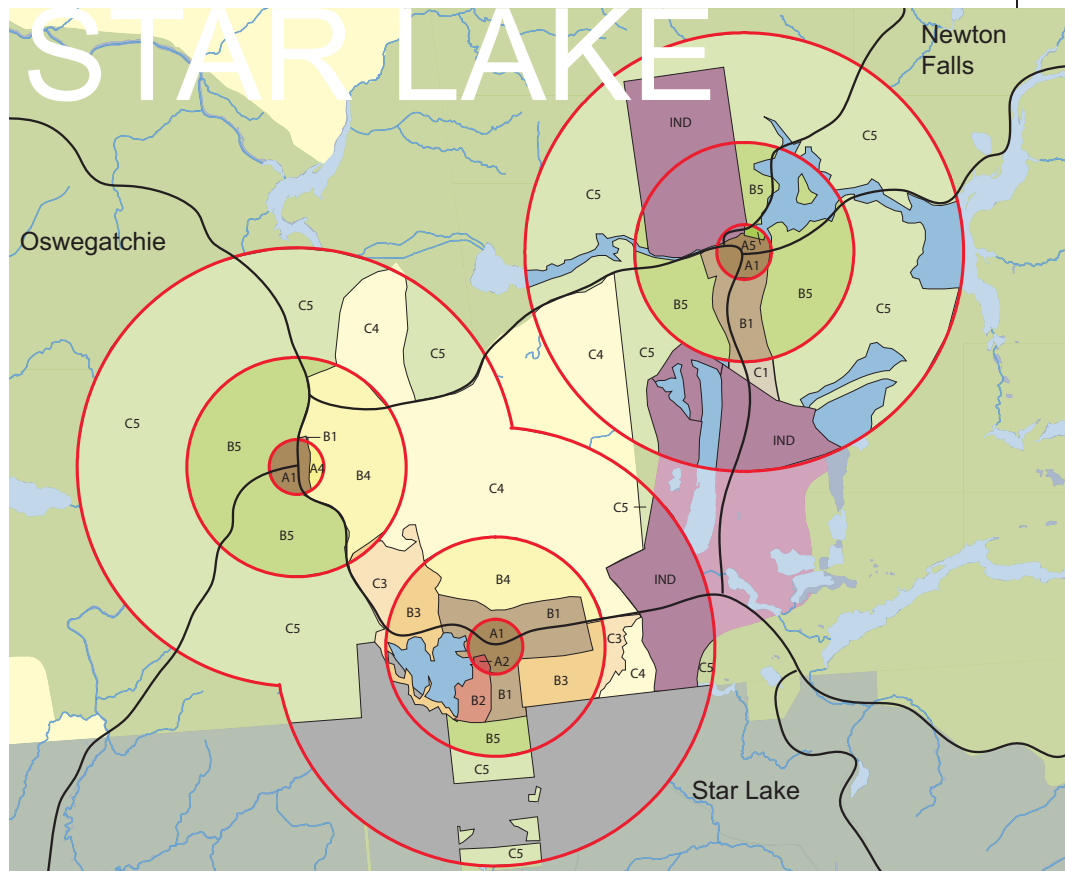 STAR LAKE
Newton
Falls
IND
C5
C5
B5
Oswegatchie
A5
A1
B5
B5
C5
C5
C4
B1
C4
C5
C5
C1
C5
B1
IND
B5
A4
A1
B4
C4
C5
B5
B4
IND
C3
B3
B1
C5
A1
C3
A2
C5
B3
C4
B2
B1
B5
C5
Star Lake
C5